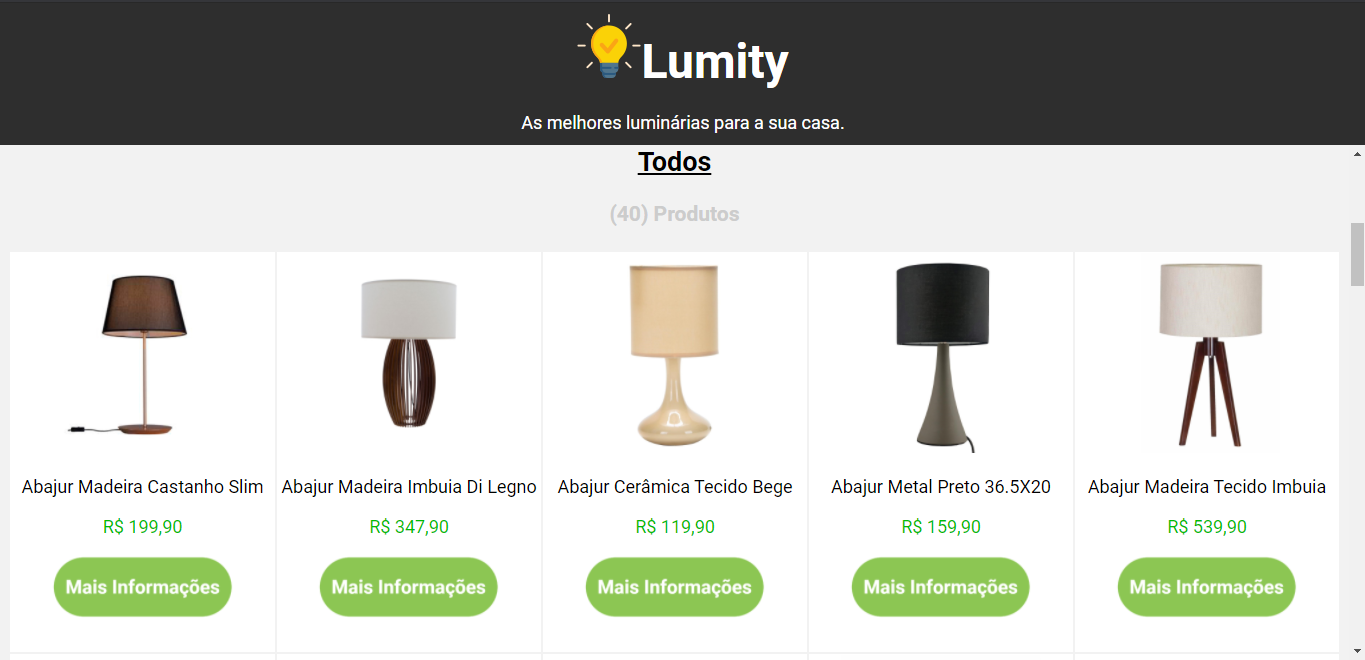 Lumity
As melhores luminárias para a sua casa.
Todos
(40) Produtos
Abajur Madeira Castanho Slim
Abajur Madeira Imbuia Di Legno
Abajur Cerâmica Tecido Bege
Abajur Metal Preto 36.5X20
Abajur Madeira Tecido Imbuia
R$ 199,90
R$ 347,90
R$ 119,90
R$ 159,90
R$ 539,90
Mais Informações
Mais Informações
Mais Informações
Mais Informações
Mais Informações